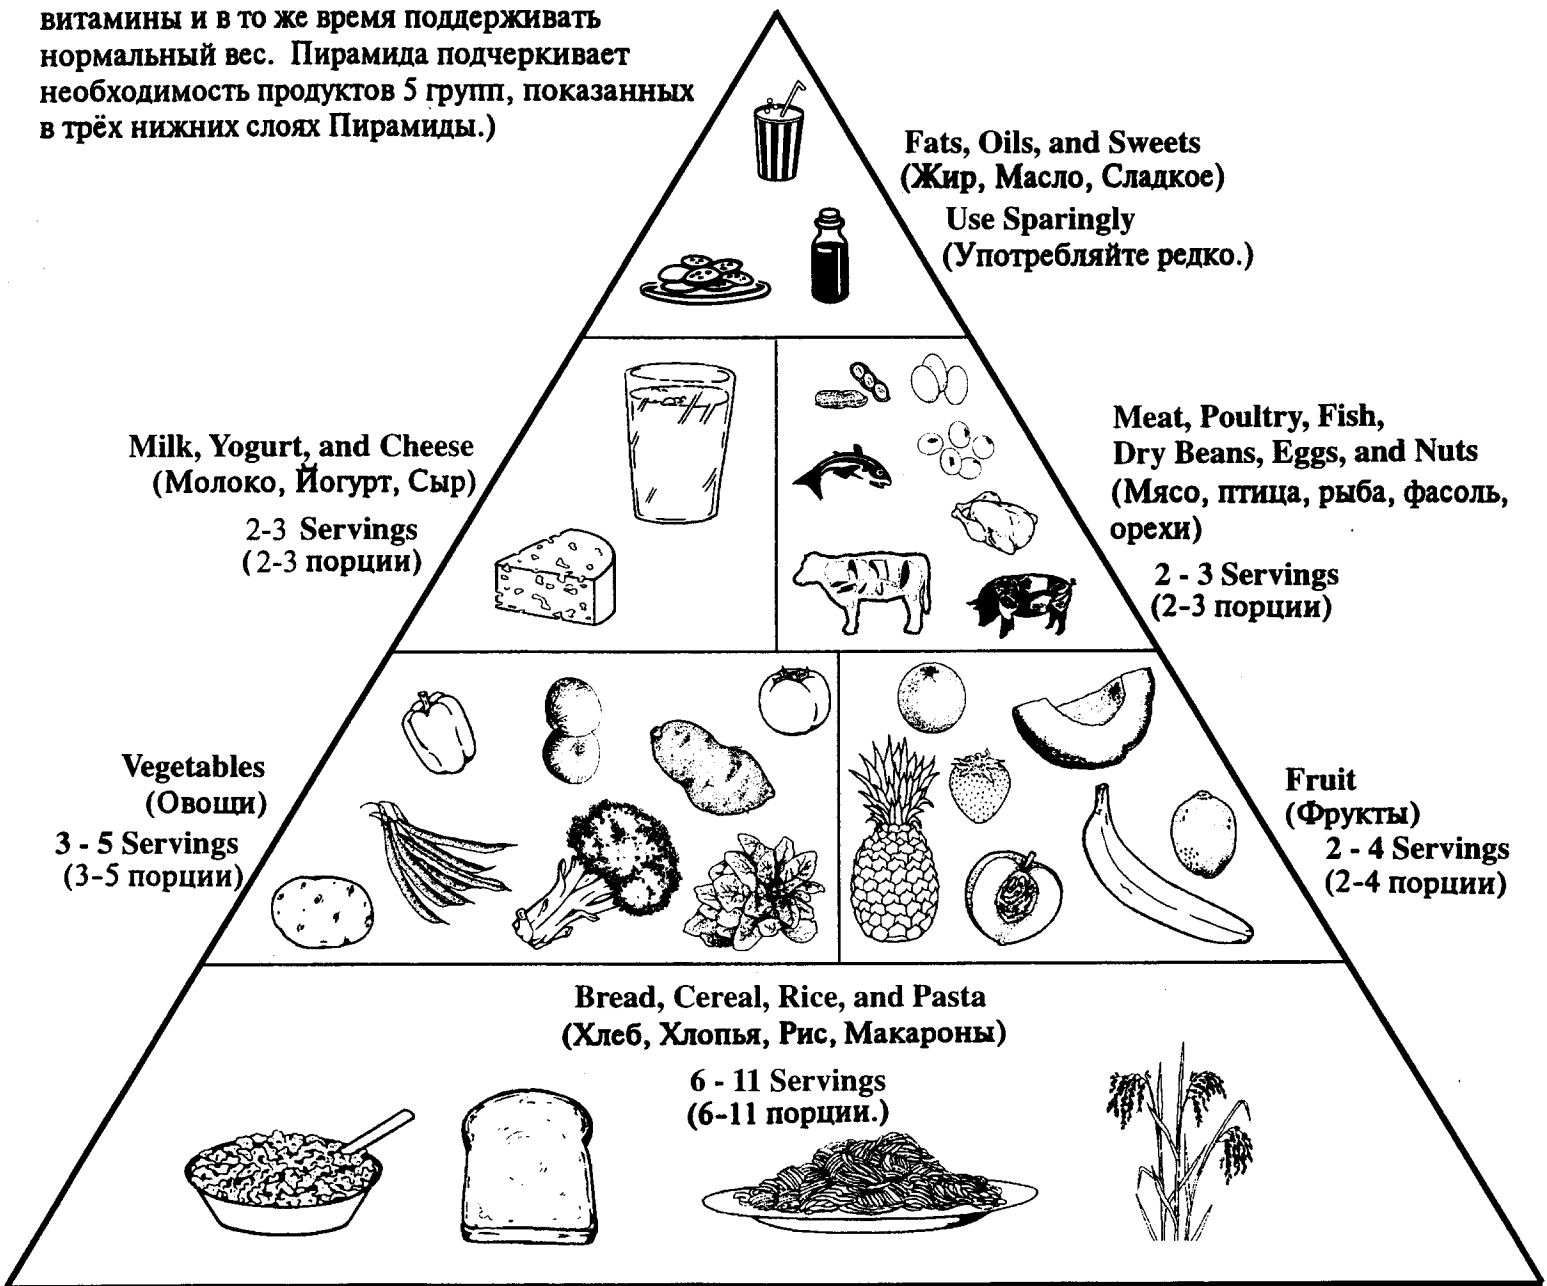 витамины и в то же время поддерживать
нормальный вес. Пирамида подчеркивает
необходимость продуктов 5 групп, показанных
в трёх нижних слоях Пирамиды.)
Fats, Oils, and Sweets
(Жир, Масло, Сладкое)
Use Sparingly
(Употребляйте редко.)
Milk, Yogurt, and Cheese
(Молоко, Йогурт, Сыр)
2-3 Servings
(2-3 порции)
Meat, Poultry, Fish,
Dry Beans, Eggs, and Nuts
(Мясо, птица, рыба, фасоль,
орехи)
2 - 3 Servings
(2-3 порции)
Vegetables
(Овощи)
3 - 5 Servings
(3-5 порции)
Fruit
(Фрукты)
2 - 4 Servings
(2-4 порции)
Bread, Cereal, Rice, and Pasta
(Хлеб, Хлопья, Рис, Макароны)
6 - 11 Servings
(6-11 порции.)